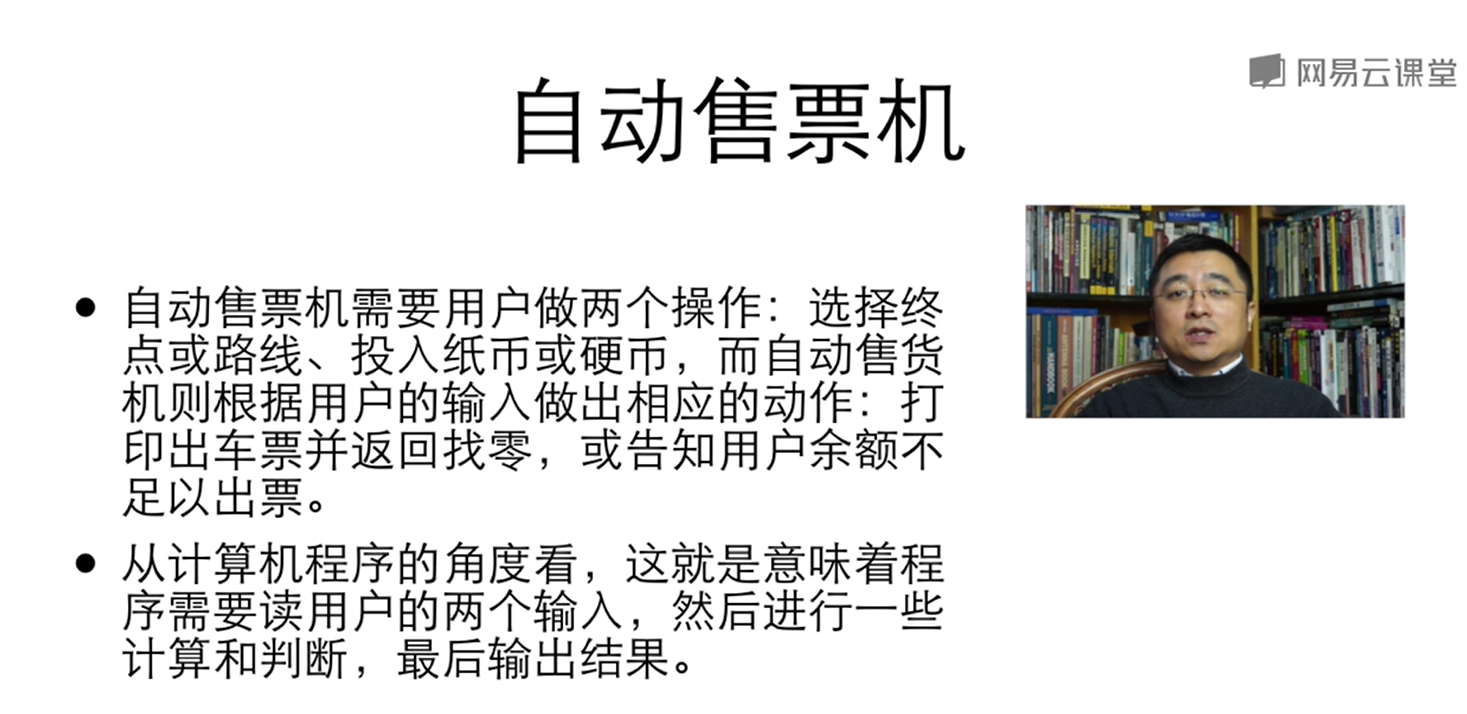 网易云课堂
自动售票机
• 自动售票机需要用户做两个操作：选择终
点或路线、投入纸币或硬币，而自动售货
机则根据用户的输入做出相应的动作：打
印出车票并返回找零，或告知用户余额不
足以出票。
• 从计算机程序的角度看，这就是意味着程
序需要读用户的两个输入，然后进行一些
计算和判断，最后输出结果。